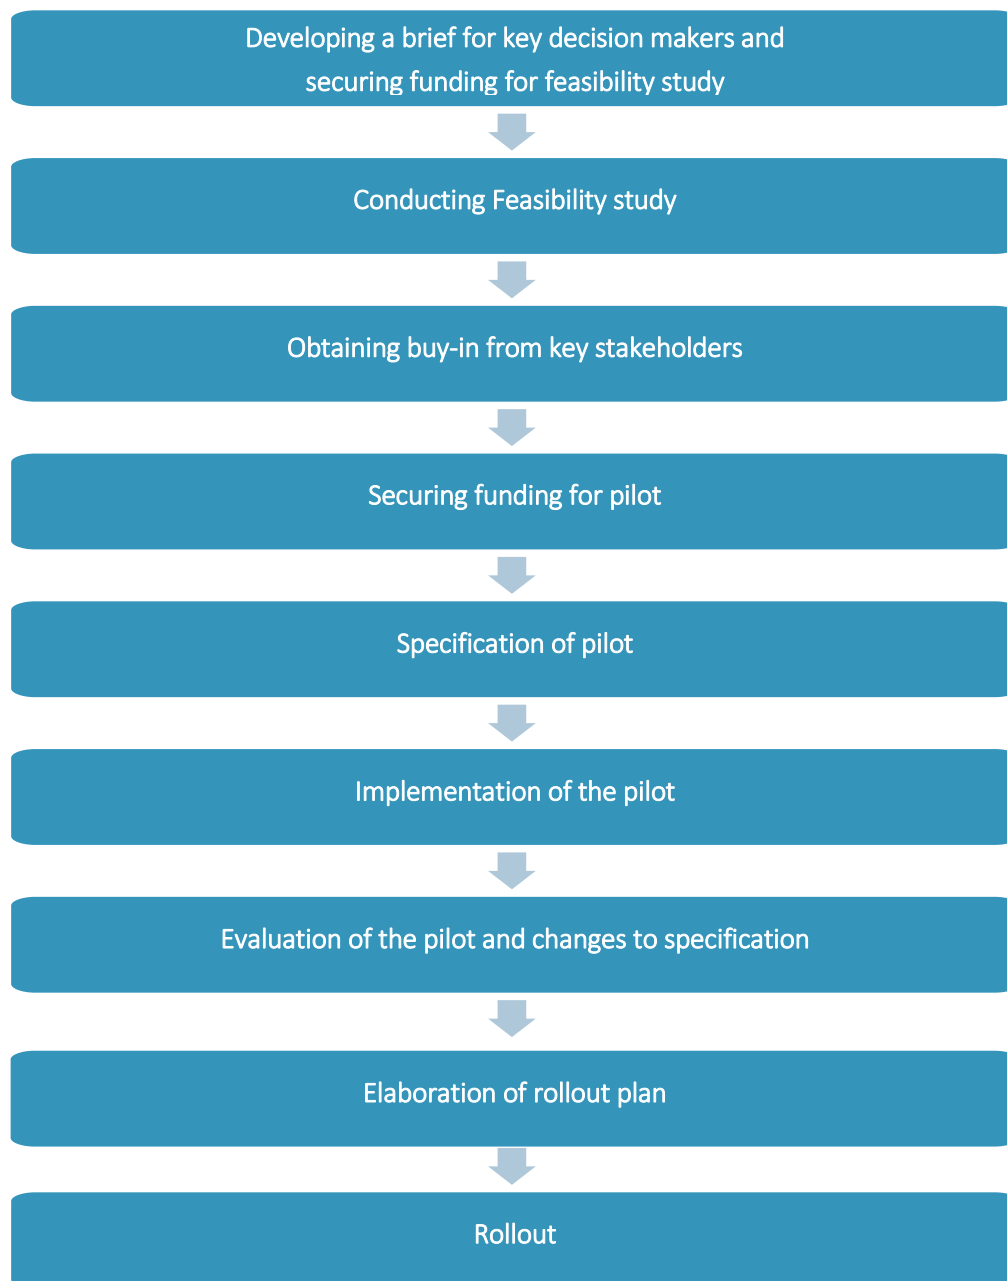 Developing a brief for key decision makers and
securing funding for feasibility study
Conducting Feasibility study
Obtaining buy-in from key stakeholders
Securing funding for pilot
Specification of pilot
Implementation of the pilot
Evaluation of the pilot and changes to specification
Elaboration of rollout plan
Rollout